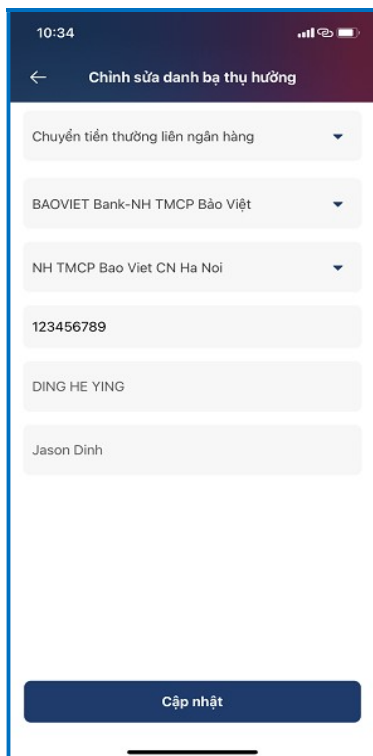 10:34
Chỉnh sửa danh bạ thụ hưởng
Chuyển tiền thường liên ngân hàng
BAOVIET Bank-NH TMCP Bảo Việt
NH TMCP Bao Viet CN Ha Noi
123456789
DING HE YING
Jason Dinh
Cập nhật